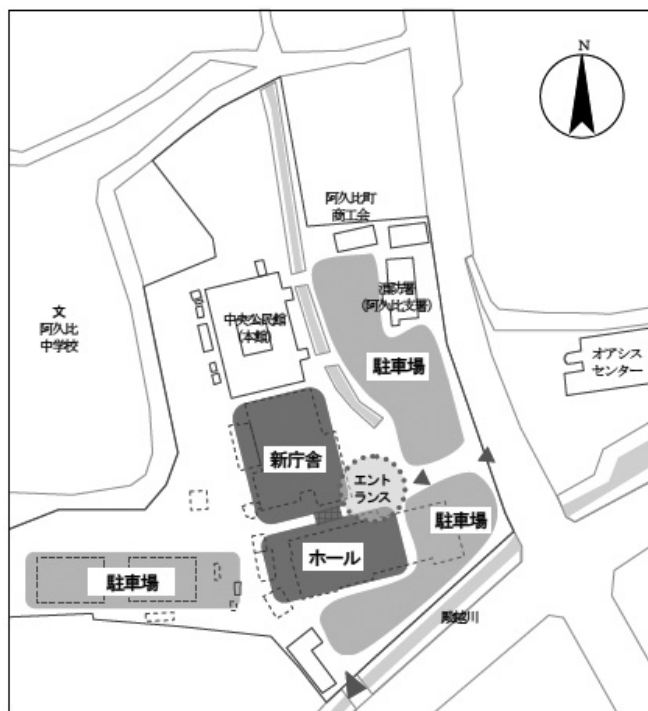 N
阿久比町
商工会
消防署
(阿久比支署)
中央公民館
(本館)
文
阿久比
中学校
駐車場
オアシス
センター
新庁舎
エント
ランス
駐車場
ホール
駐車場
殿越川